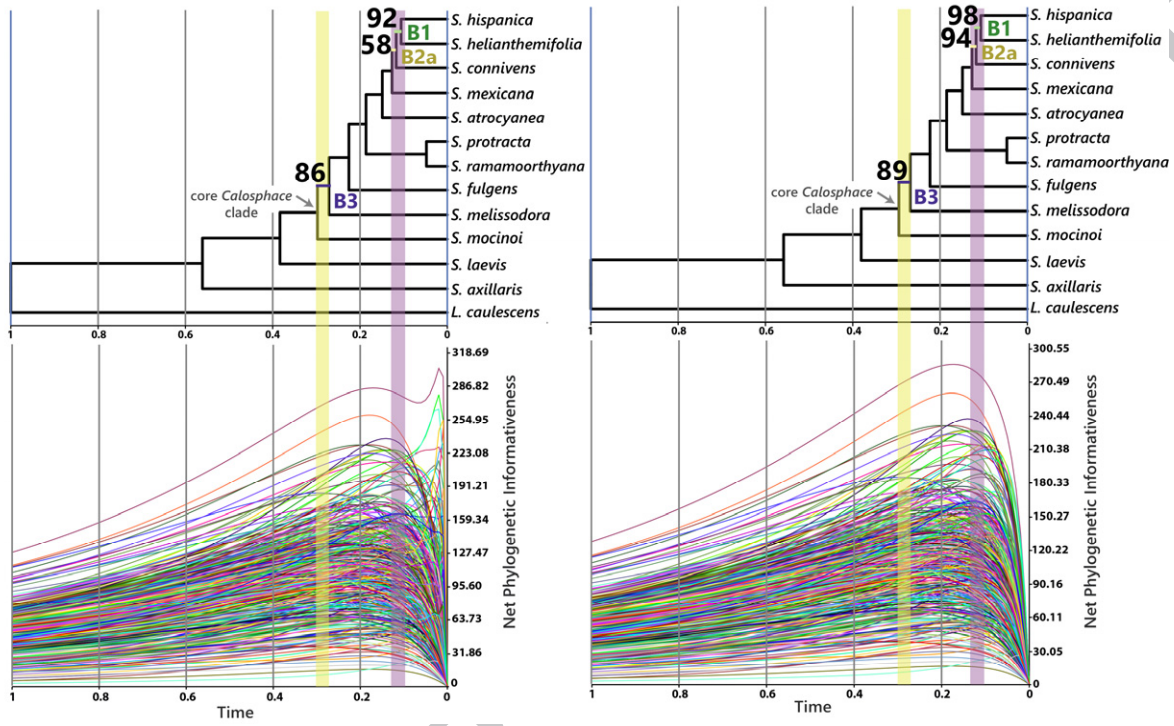 92
B1
58
B2a
S. hispanica
S. helianthemifolia
S. connivens
S. mexicana
S. atrocyanea
S. protracta
S. ramamoorthyana
S. fulgens
S. melissodora
S. mocinoi
S. laevis
S. axillaris
L. caulescens
86
B3
core Calosphace
clade
1 0.8 0.6 0.4 0.2 0
318.69
286.82
254.95
223.08
191.21
159.34
127.47
95.60
63.73
31.86
0
Net Phylogenetic Informativeness
1 0.8 0.6 0.4 0.2 0
Time
98
B1
94
B2a
S. hispanica
S. helianthemifolia
S. connivens
S. mexicana
S. atrocyanea
S. protracta
S. ramamoorthyana
S. fulgens
S. melissodora
S. mocinoi
S. laevis
S. axillaris
L. caulescens
89
B3
core Calosphace
clade
1 0.8 0.6 0.4 0.2 0
300.55
270.49
240.44
210.38
180.33
150.27
120.22
90.16
60.11
30.05
0
Net Phylogenetic Informativeness
1 0.8 0.6 0.4 0.2 0
Time